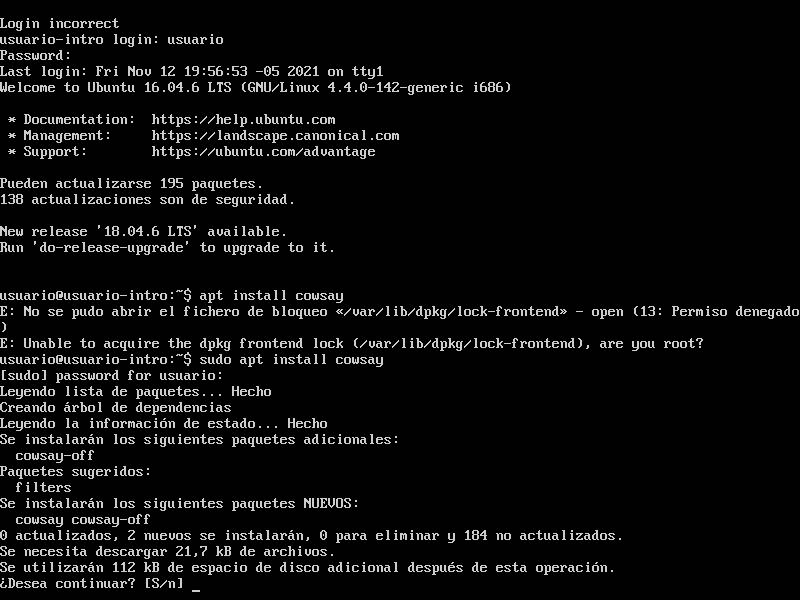 Login incorrect
usuario-intro login: usuario
Password:
Last login: Fri Nov 12 19:56:53 -05 2021 on tty1
Welcome to Ubuntu 16.04.6 LTS (GNU/Linux 4.4.0-142-generic i686)
* Documentation:  https://help.ubuntu.com
* Management:     https://landscape.canonical.com
* Support:        https://ubuntu.com/advantage
Pueden actualizarse 195 paquetes.
138 actualizaciones son de seguridad.
New release '18.04.6 LTS' available.
Run 'do-release-upgrade' to upgrade to it.
usuario@usuario-intro:~$ apt install cowsay
E: No se pudo abrir el fichero de bloqueo «/var/lib/dpkg/lock-frontend» - open (13: Permiso denegado
)
E: Unable to acquire the dpkg frontend lock (/var/lib/dpkg/lock-frontend), are you root?
usuario@usuario-intro:~$ sudo apt install cowsay
[sudo] password for usuario:
Leyendo lista de paquetes... Hecho
Creando árbol de dependencias
Leyendo la información de estado... Hecho
Se instalarán los siguientes paquetes adicionales:
  cowsay-off
Paquetes sugeridos:
  filters
Se instalarán los siguientes paquetes NUEVOS:
  cowsay cowsay-off
0 actualizados, 2 nuevos se instalarán, 0 para eliminar y 184 no actualizados.
Se necesita descargar 21,7 kB de archivos.
Se utilizarán 112 kB de espacio de disco adicional después de esta operación.
¿Desea continuar? [S/n] _